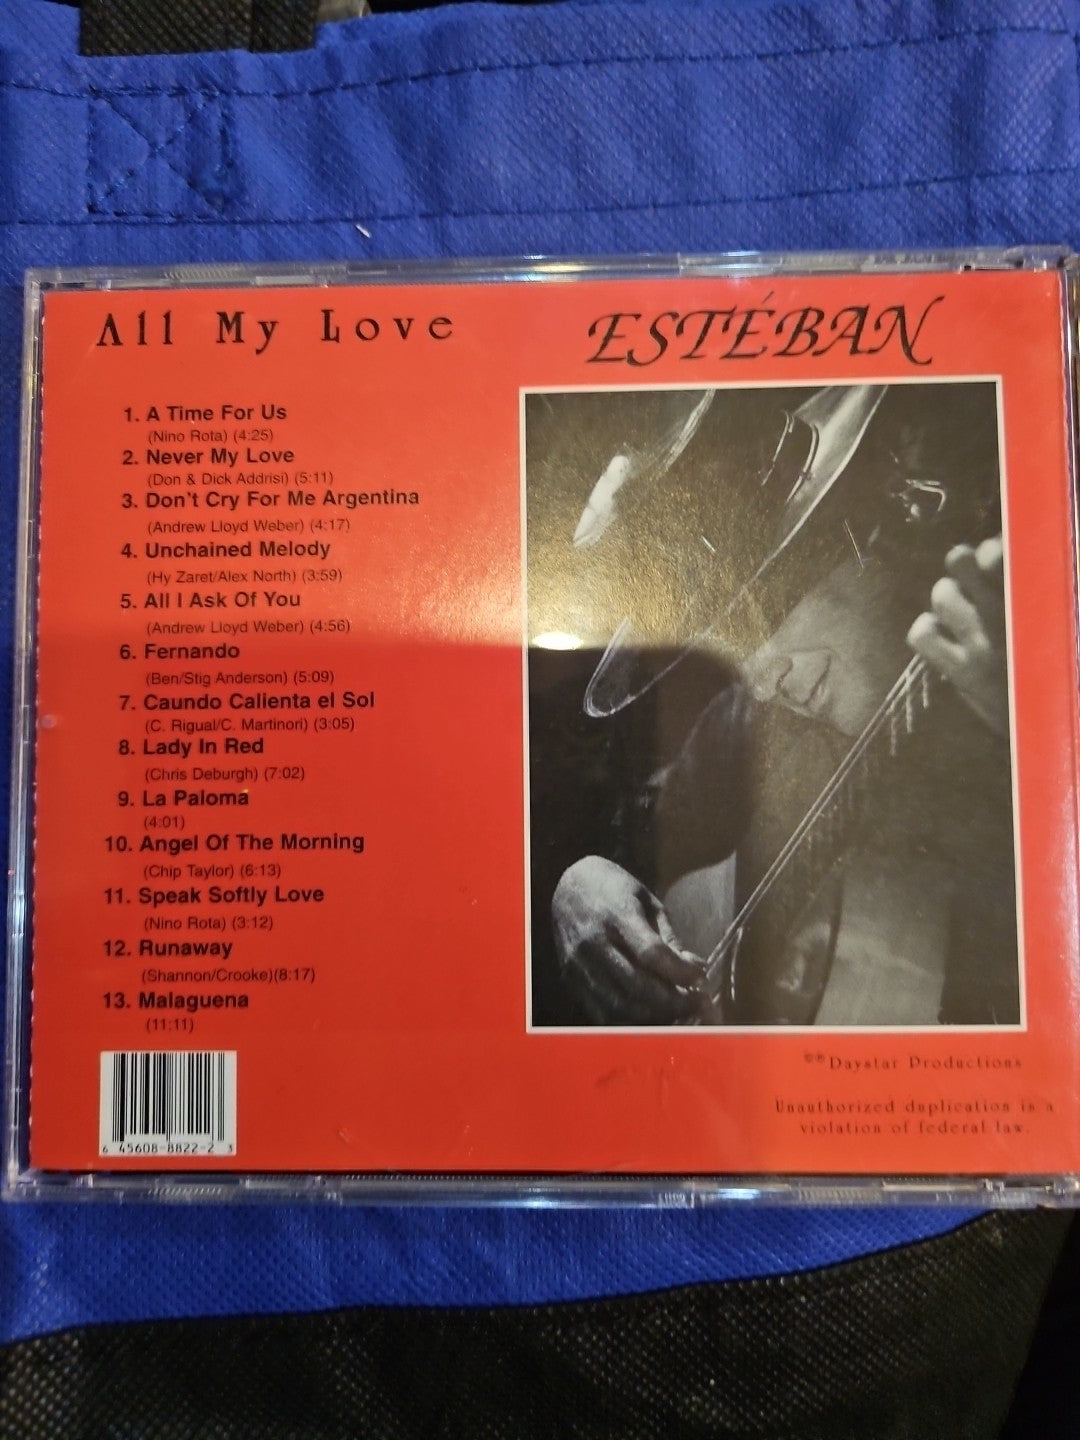 All My Love
ESTÉBAN
1. A Time For Us
(Nino Rota) (4:25)
2. Never My Love
(Don & Dick Addrisi) (5:11)
3. Don't Cry For Me Argentina
(Andrew Lloyd Weber) (4:17)
4. Unchained Melody
(Hy Zaret/Alex North) (3:59)
5. All I Ask Of You
(Andrew Lloyd Weber) (4:56)
6. Fernando
(Ben/Stig Anderson) (5:09)
7. Caundo Calienta el Sol
(C. Rigual/C. Martinori) (3:05)
8. Lady In Red
(Chris Deburgh) (7:02)
9. La Paloma
(4:01)
10. Angel Of The Morning
(Chip Taylor) (6:13)
11. Speak Softly Love
(Nino Rota) (3:12)
12. Runaway
(Shannon/Crooke)(8:17)
13. Malaguena
(11:11)
6 45608-8822-2 3
©℗Daystar Productions
Unauthorized duplication is a
violation of federal law.